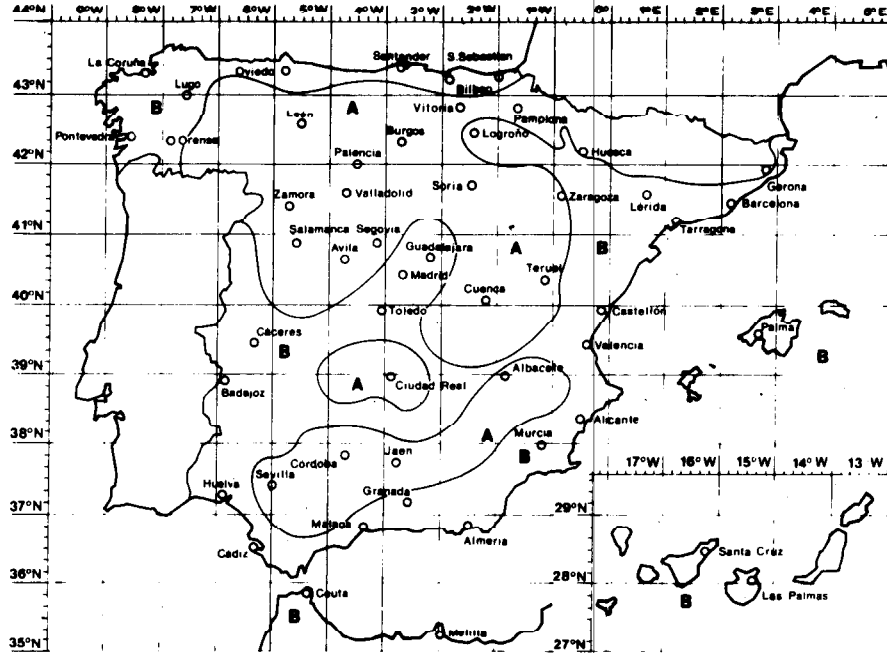 44°N 9°W 8°W 7°W 6°W 5°W 4°W 3°W 2°W 1°W 0° 1°E 2°E 3°E 4°E 5°E
La Coruña Oviedo Santander S.Sebastian
43°N Lugo Bilbao
B León A Vitoria Pamplona
Pontevedra Orense Burgos Logroño
42°N Palencia Huesca
Zamora Valladolid Soria Zaragoza Lérida Gerona
Barcelona
41°N Salamanca Segovia Tarragona
Avila Guadalajara A B
Madrid Teruel
40°N Cuenca
Toledo Castellón
Cáceres Palma
B Valencia B
39°N Albacete
Badajoz A Ciudad Real
Alicante
38°N A Murcia
Córdoba Jaen B
Sevilla 17°W 16°W 15°W 14°W 13°W
37°N Huelva Granada
29°N
Málaga
Cadiz Almeria
Santa Cruz
36°N 28°N
Ceuta Las Palmas
B B
35°N Melilla 27°N